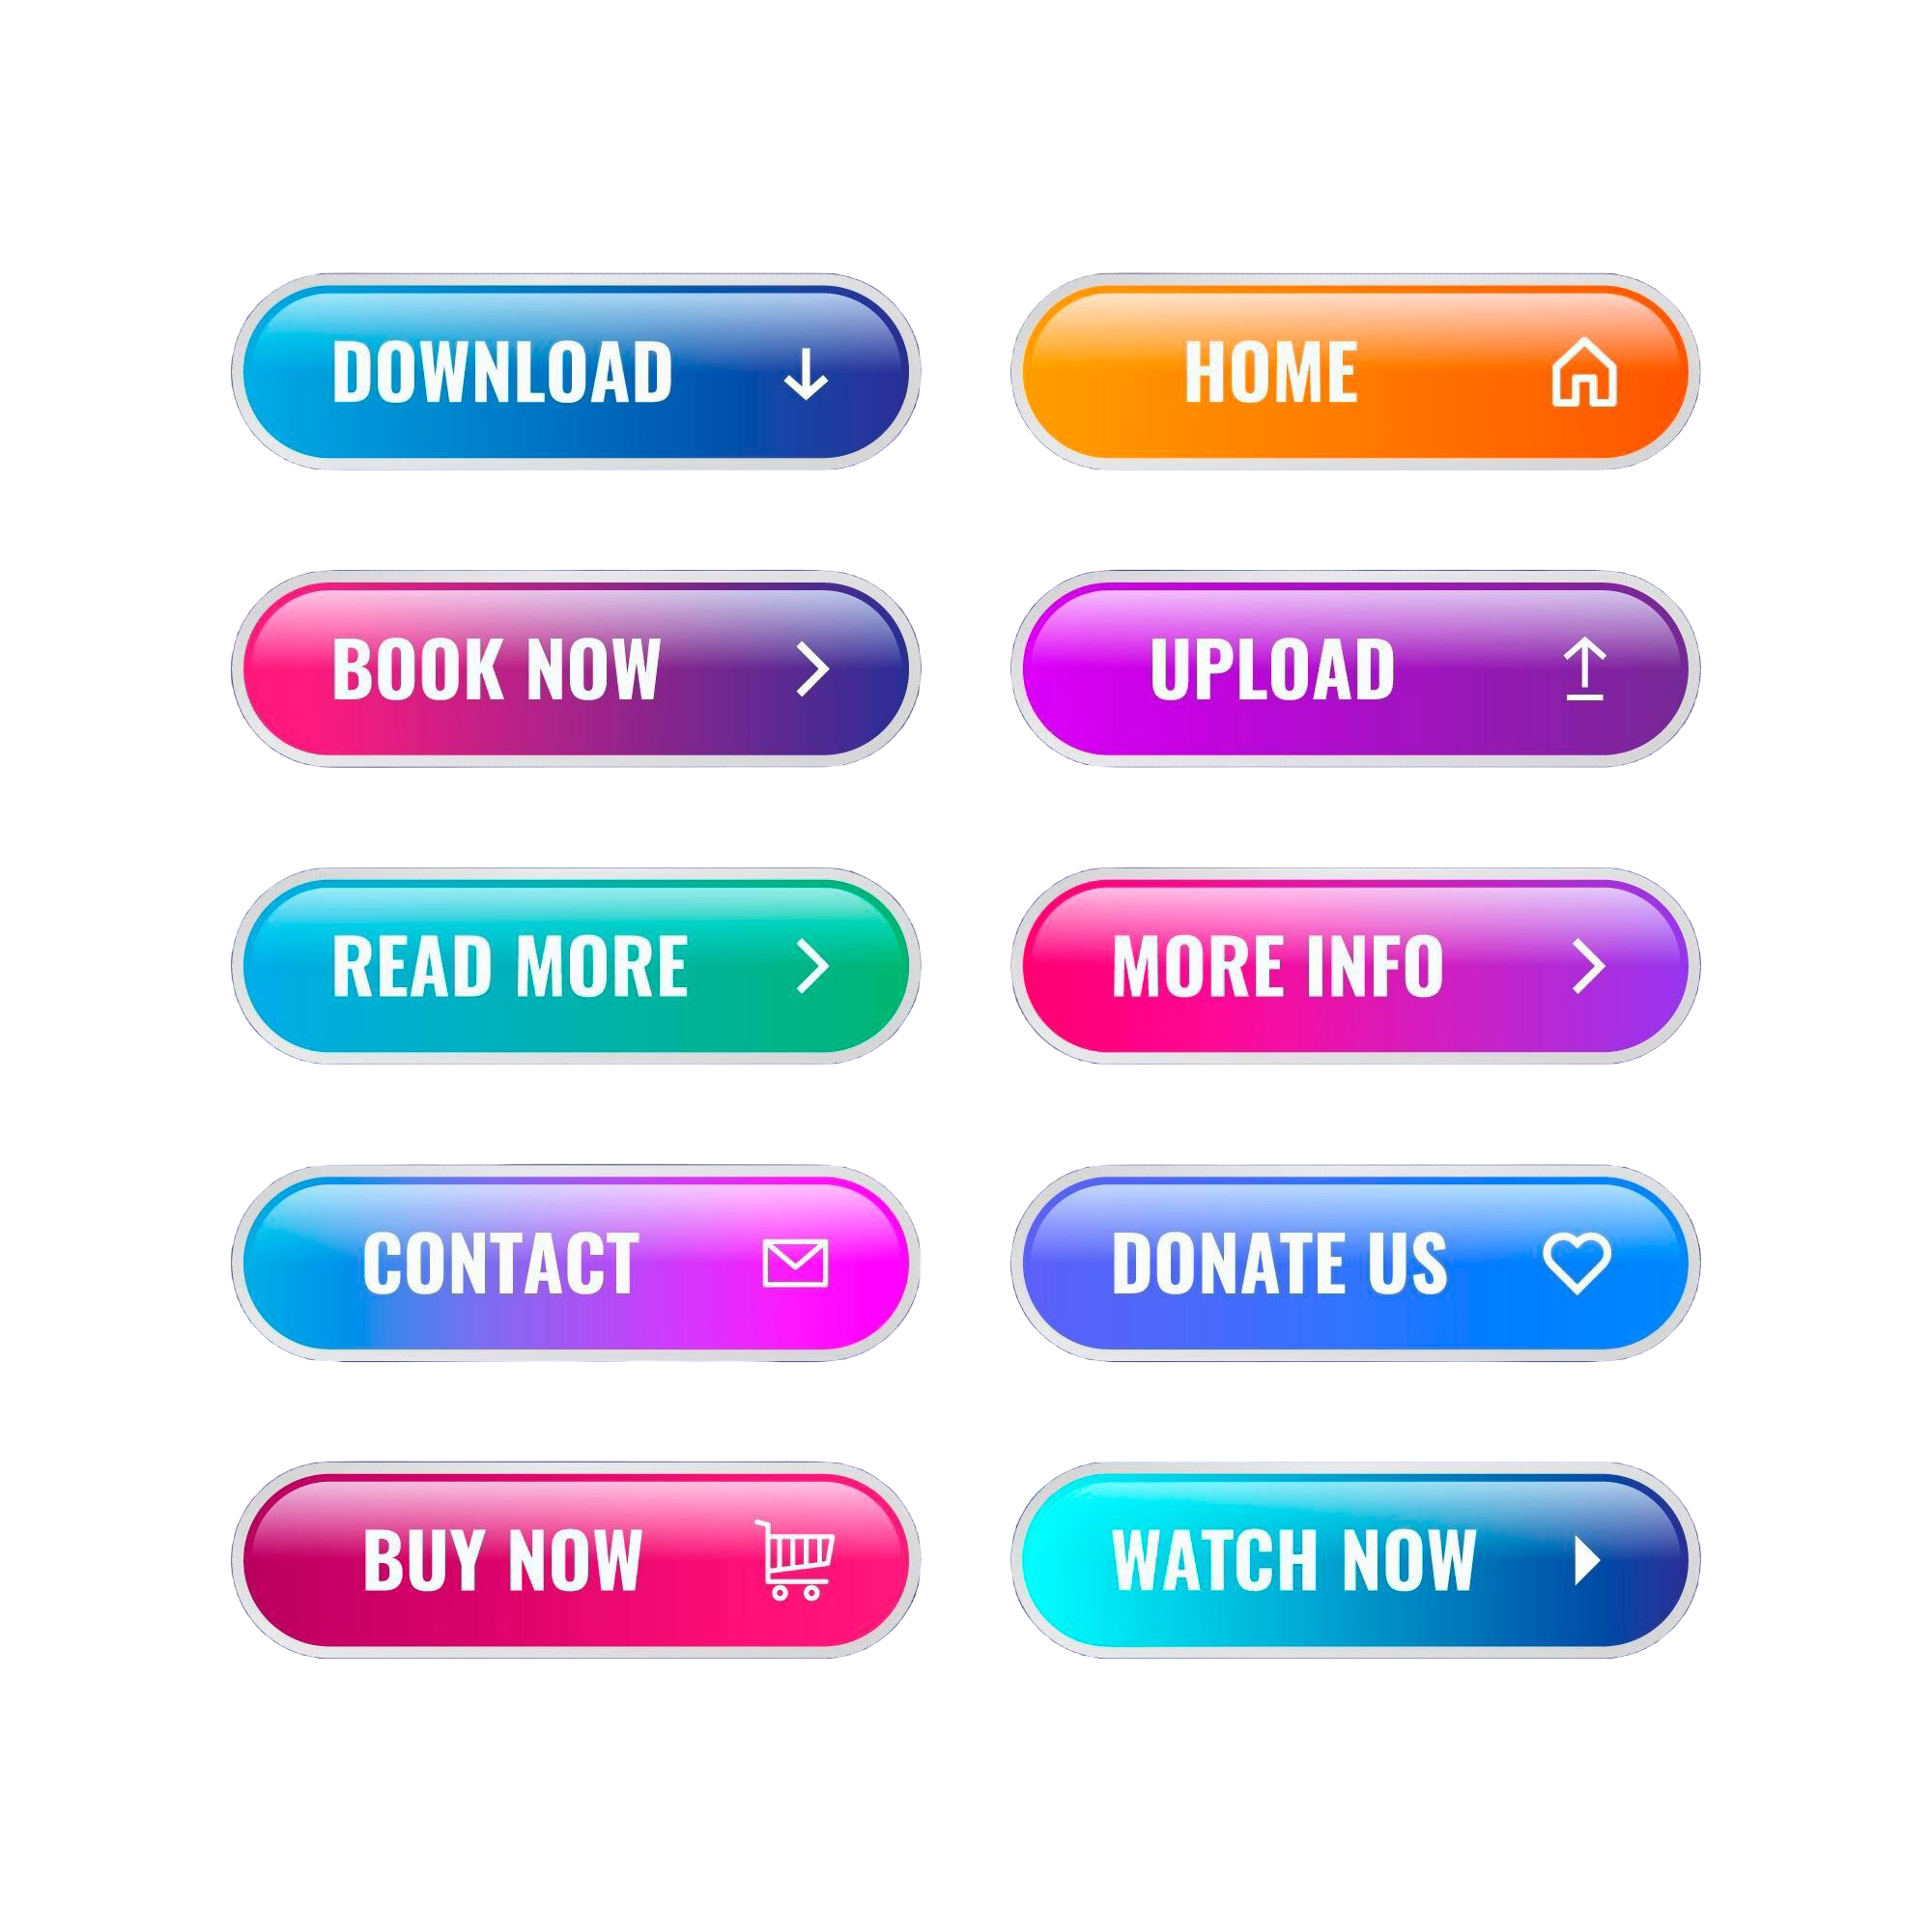 DOWNLOAD
HOME
BOOK NOW
UPLOAD
READ MORE
MORE INFO
CONTACT
DONATE US
BUY NOW
WATCH NOW